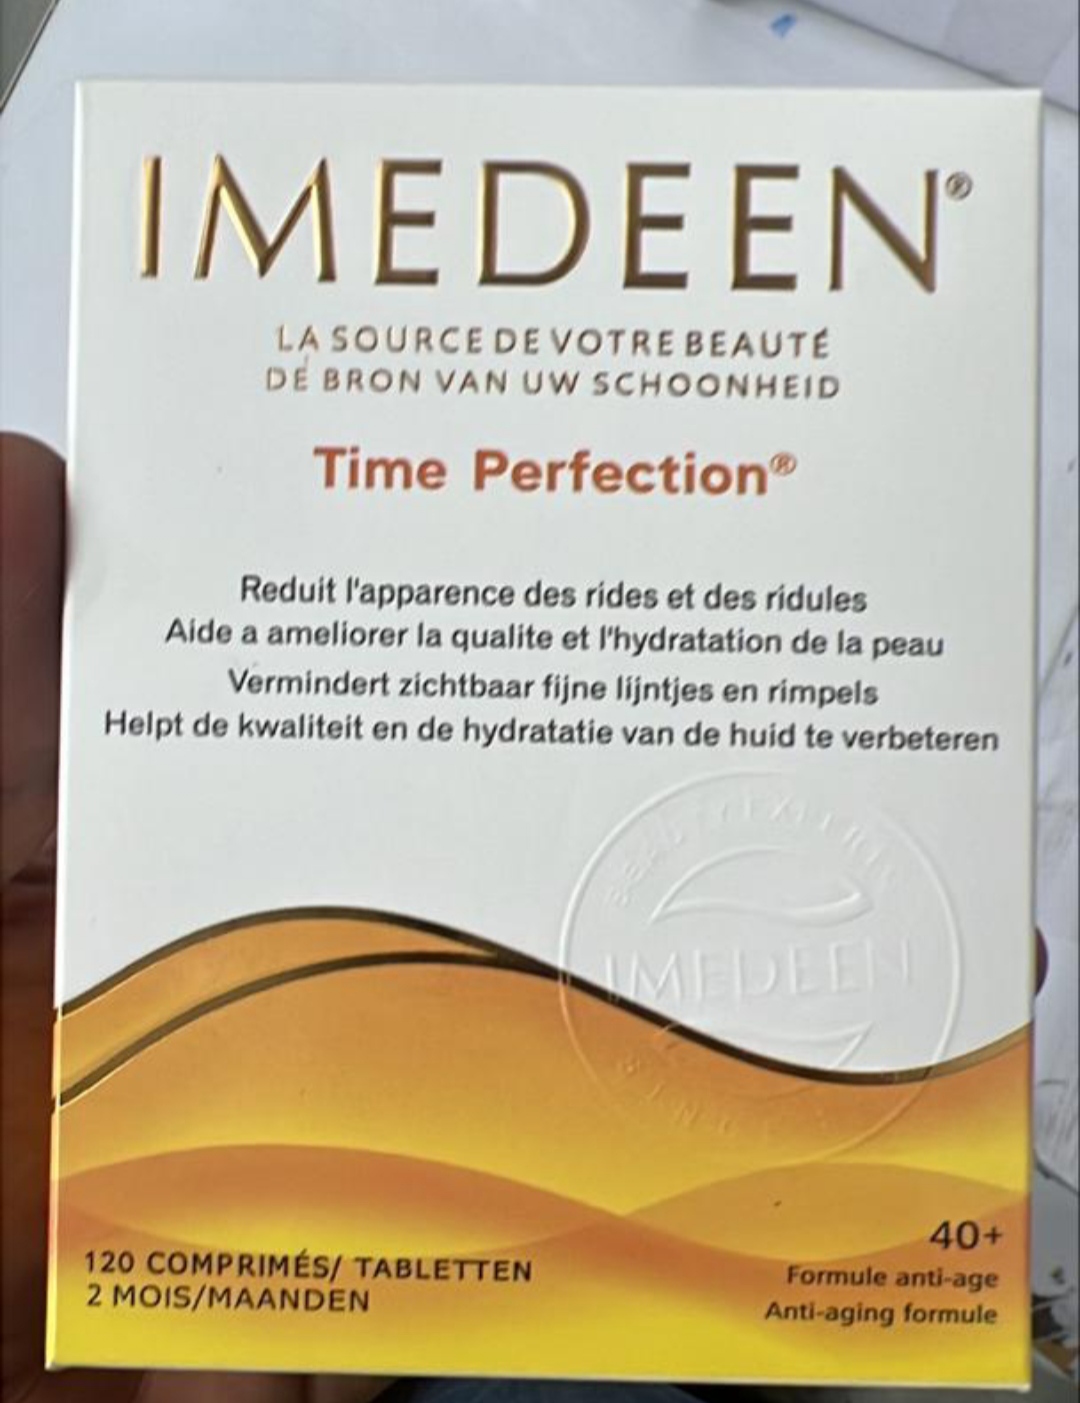 IMEDEEN®
LA SOURCE DE VOTRE BEAUTÉ
DE BRON VAN UW SCHOONHEID
Time Perfection®
Reduit l'apparence des rides et des ridules
Aide a ameliorer la qualite et l'hydratation de la peau
Vermindert zichtbaar fijne lijntjes en rimpels
Helpt de kwaliteit en de hydratatie van de huid te verbeteren
IMEDEEN
40+
Formule anti-age
Anti-aging formule
120 COMPRIMÉS/ TABLETTEN
2 MOIS/MAANDEN